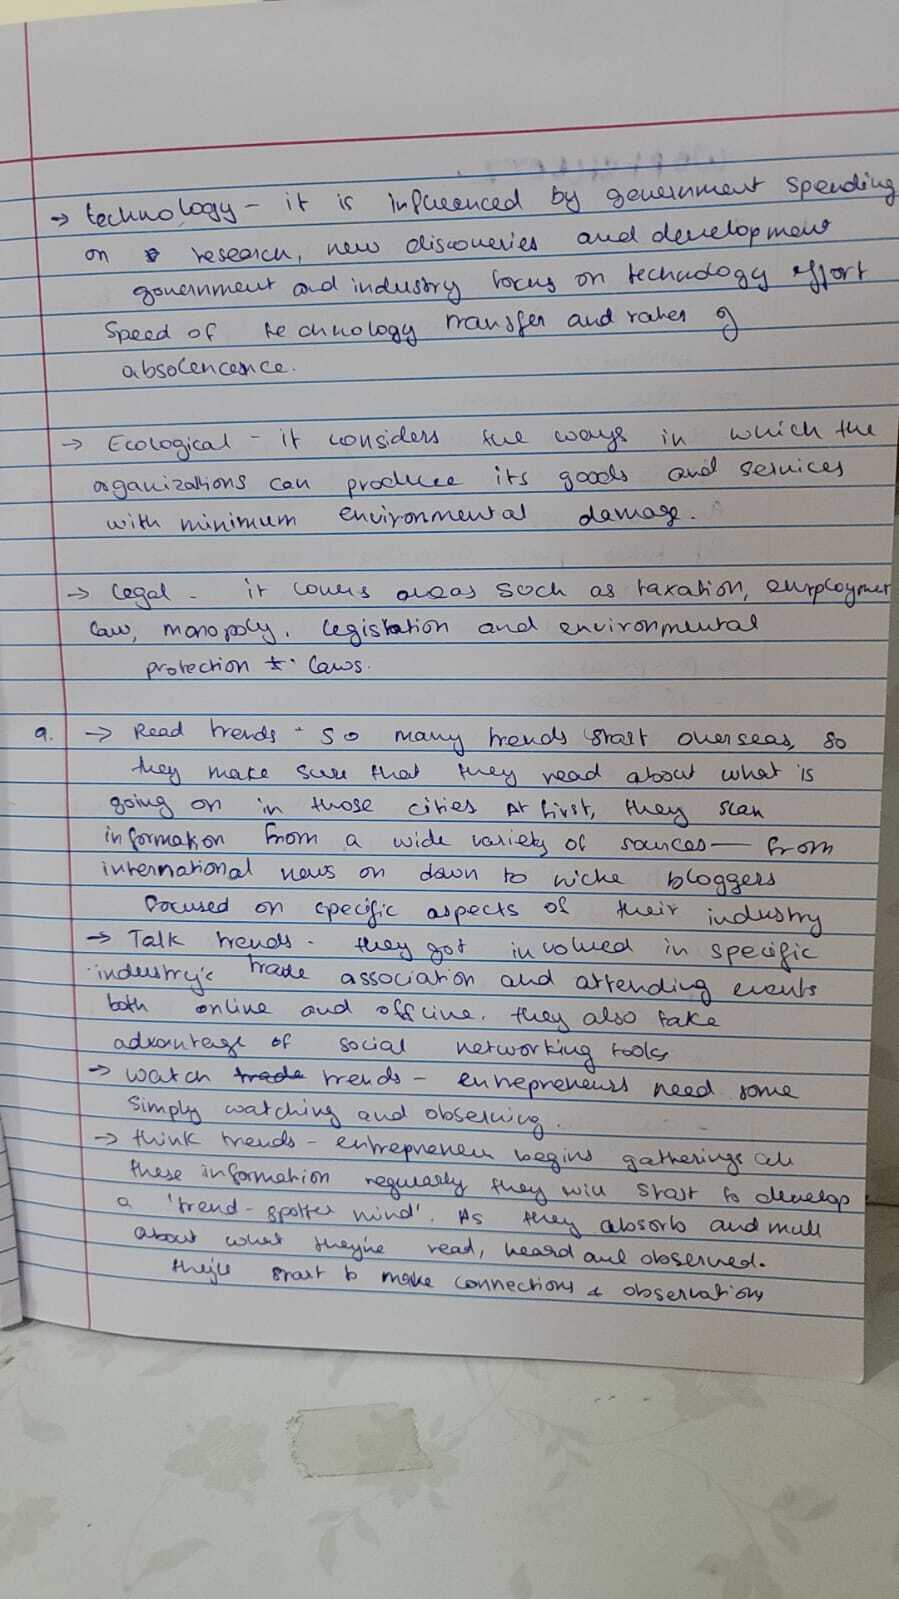 → technology - it is influenced by government spending
on research, new discoveries and development
government and industry focus on technology effort
Speed of technology transfer and rates of
absolencence.
→ Ecological - it considers the ways in which the
organizations can produce its goods and services
with minimum environmental damage.
→ Legal - it covers areas such as taxation, employment
law, monopoly, legislation and environmental
protection laws.
9. → Read trends - So many trends start overseas, so
they make sure that they read about what is
going on in those cities At first, they scan
information from a wide variety of sources — from
international news on down to niche bloggers
focused on specific aspects of their industry
→ Talk trends - they got involved in specific
industry's trade association and attending events
both online and offline. they also take
advantage of social networking tools
→ Watch trade trends - entrepreneurs need some
simply watching and observing.
→ think trends - entrepreneur begins gatherings all
these information regularly they will start to develop
a 'trend-spotter mind'. As they absorb and mull
about what they're read, heard and observed.
they'll start to make connections & observations